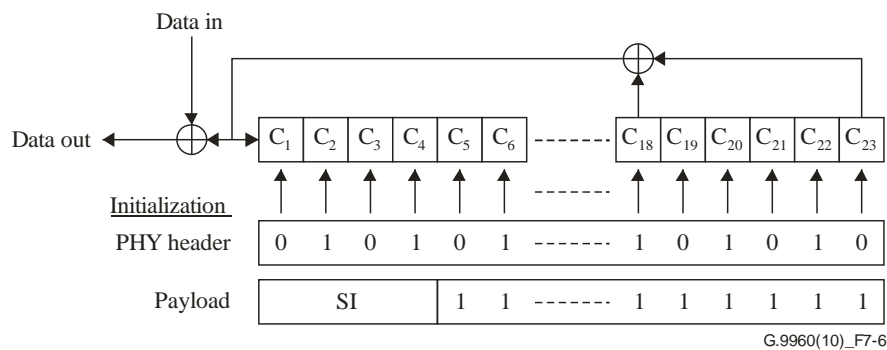 Data in
Data out
C1 C2 C3 C4 C5 C6 C18 C19 C20 C21 C22 C23
Initialization
PHY header 0 1 0 1 0 1 1 0 1 0 1 0
Payload SI 1 1 1 1 1 1 1 1
G.9960(10)_F7-6